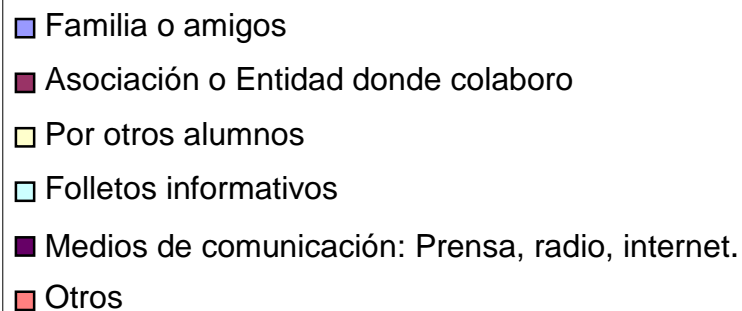 Familia o amigos
Asociación o Entidad donde colaboro
Por otros alumnos
Folletos informativos
Medios de comunicación: Prensa, radio, internet.
Otros